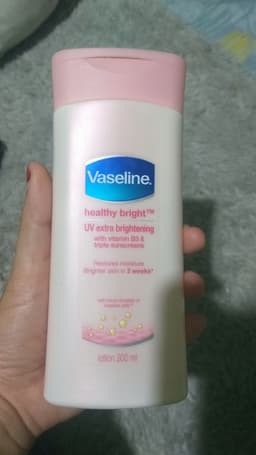 Vaseline.
healthy bright™
UV extra brightening
with vitamin B3 &
triple sunscreens
Restores moisture
Brighter skin in 2 weeks*
lotion 200 ml